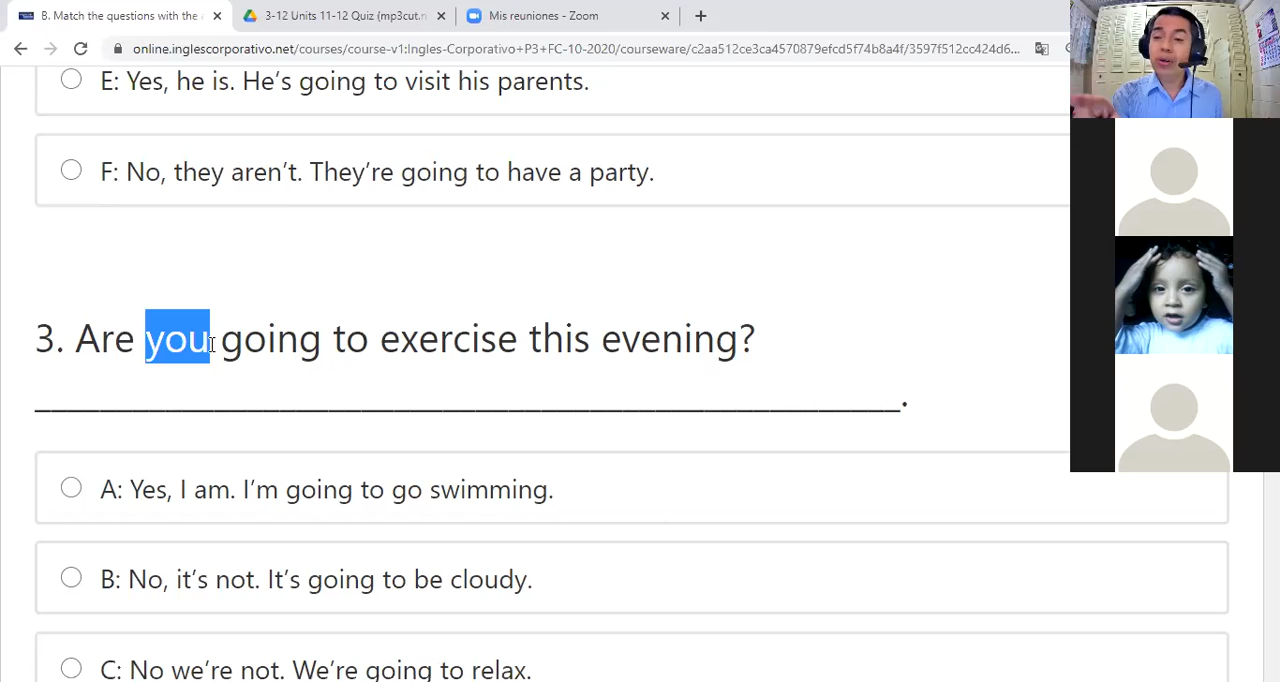 B. Match the questions with the
3-12 Units 11-12 Quiz (mp3cut.n
Mis reuniones - Zoom
online.inglescorporativo.net/courses/course-v1:Ingles-Corporativo+P3+FC-10-2020/courseware/c2aa512ce3ca4570879efcd5f74b8a4f/3597f512cc424d6...
E: Yes, he is. He’s going to visit his parents.
F: No, they aren’t. They’re going to have a party.
3. Are you going to exercise this evening?
______________________________________________________.
A: Yes, I am. I’m going to go swimming.
B: No, it’s not. It’s going to be cloudy.
C: No we’re not. We’re going to relax.